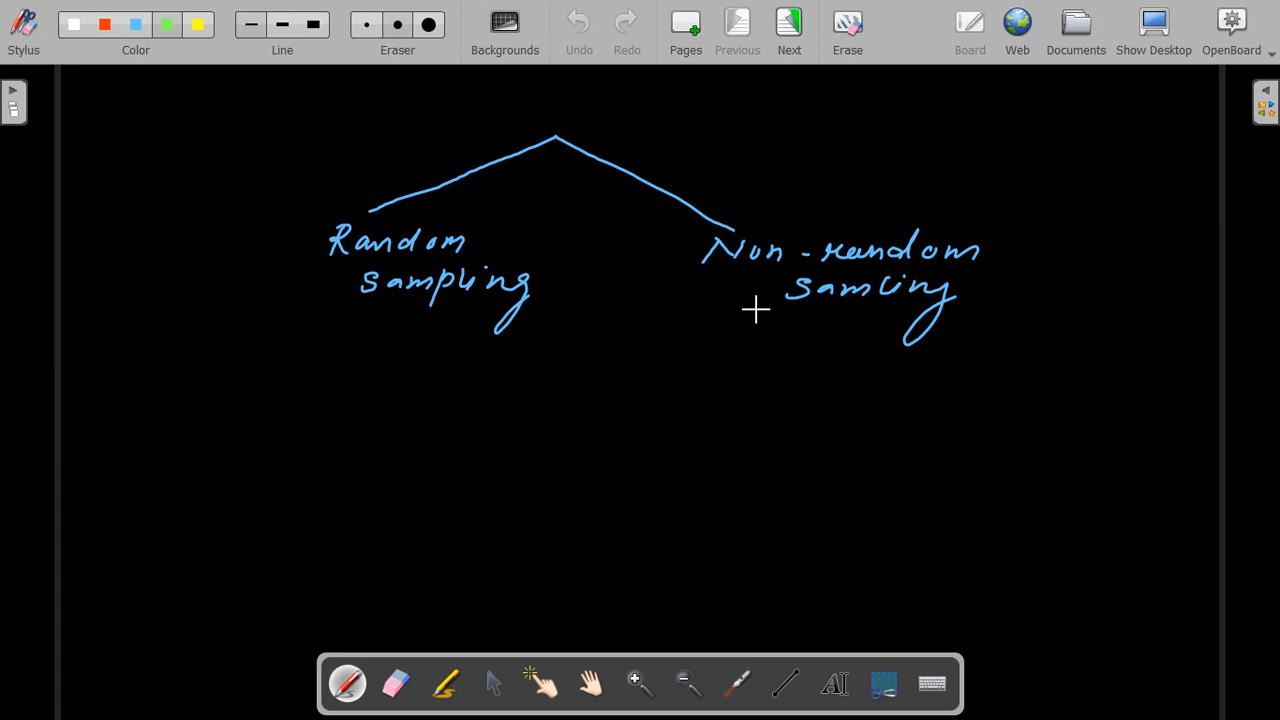 Stylus
Color
Line
Eraser
Backgrounds
Undo
Redo
Pages
Previous
Next
Erase
Board
Web
Documents
Show Desktop
OpenBoard
Random
sampling
Non-random
samling
AI